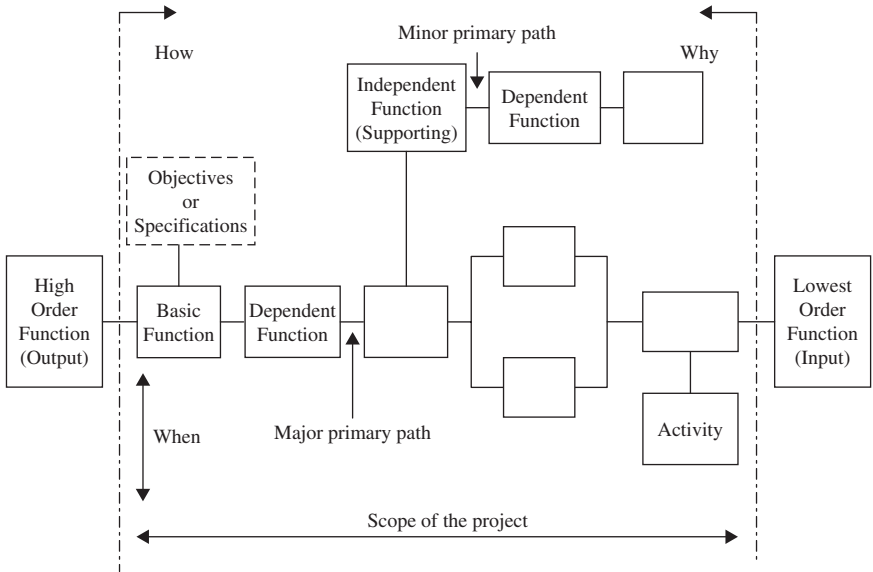 How
Minor primary path
Why
Independent
Function
(Supporting)
Dependent
Function
Objectives
or
Specifications
High
Order
Function
(Output)
Basic
Function
Dependent
Function
Lowest
Order
Function
(Input)
When
Major primary path
Activity
Scope of the project